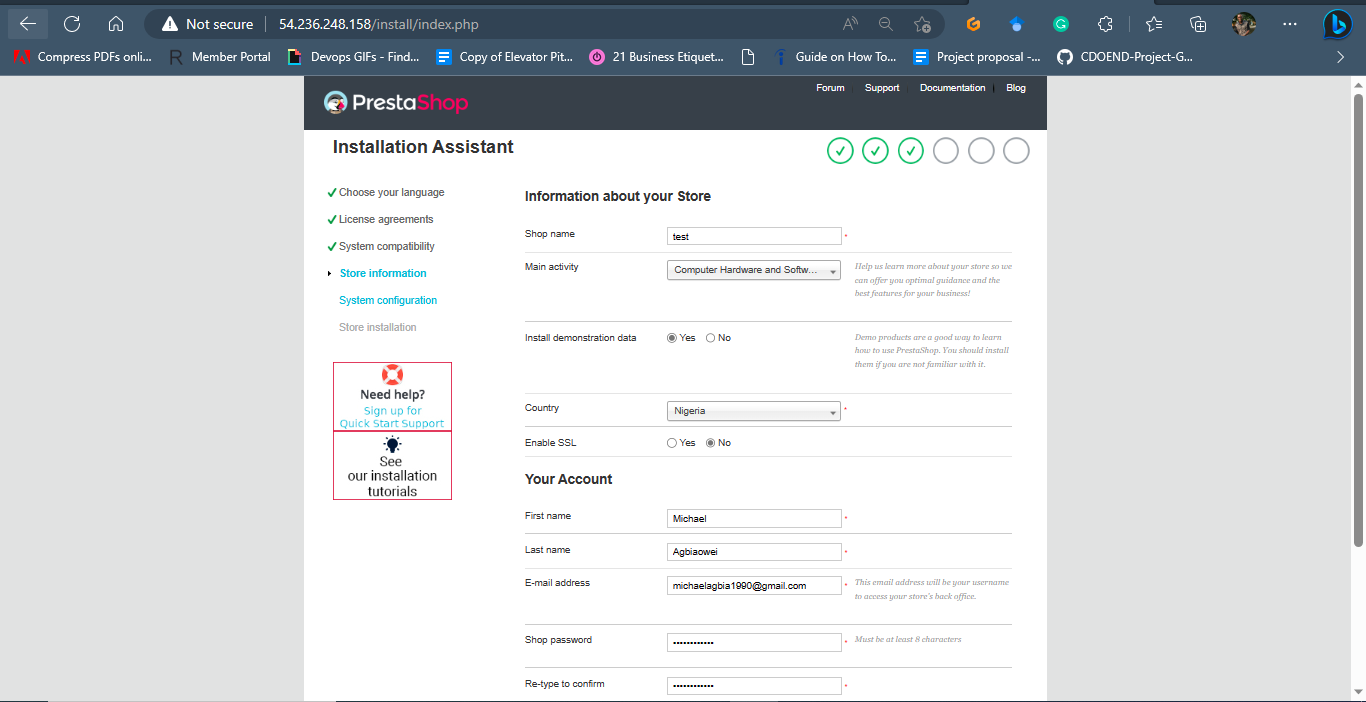 Not secure | 54.236.248.158/install/index.php
Compress PDFs onli... Member Portal Devops GIFs - Find... Copy of Elevator Pit... 21 Business Etiquet... Guide on How To... Project proposal -... CDOEND-Project-G...
PrestaShop
Forum Support Documentation Blog
Installation Assistant
Choose your language
License agreements
System compatibility
Store information
System configuration
Store installation
Need help?
Sign up for
Quick Start Support
See
our installation
tutorials
Information about your Store
Shop name test *
Main activity Computer Hardware and Softw...
Help us learn more about your store so we
can offer you optimal guidance and the
best features for your business!
Install demonstration data Yes No
Demo products are a good way to learn
how to use PrestaShop. You should install
them if you are not familiar with it.
Country Nigeria *
Enable SSL Yes No
Your Account
First name Michael *
Last name Agbiaowei *
E-mail address michaelagbia1990@gmail.com *
This email address will be your username
to access your store's back office.
Shop password •••••••••••• * Must be at least 8 characters
Re-type to confirm •••••••••••• *